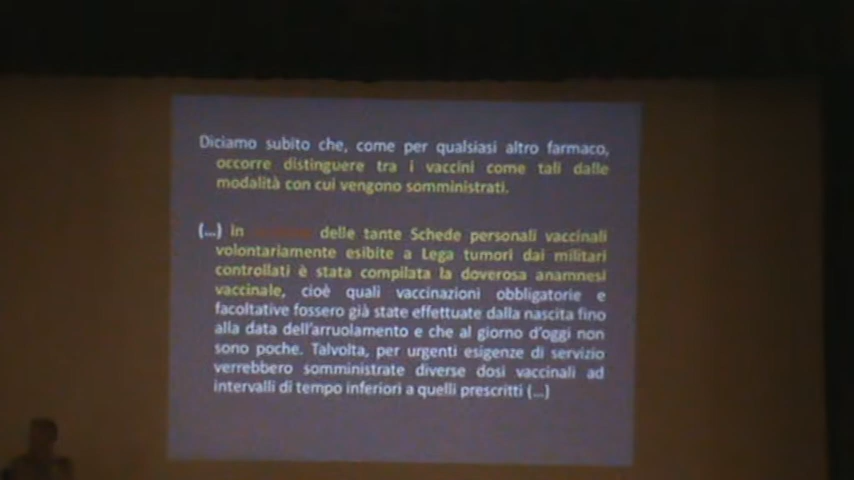 Diciamo subito che, come per qualsiasi altro farmaco,
occorre distinguere tra i vaccini come tali dalle
modalità con cui vengono somministrati.
(...) In delle tante Schede personali vaccinali
volontariamente esibite a Lega tumori dai militari
controllati è stata compilata la doverosa anamnesi
vaccinale, cioè quali vaccinazioni obbligatorie e
facoltative fossero già state effettuate dalla nascita fino
alla data dell'arruolamento e che al giorno d'oggi non
sono poche. Talvolta, per urgenti esigenze di servizio
verrebbero somministrate diverse dosi vaccinali ad
intervalli di tempo inferiori a quelli prescritti (...)